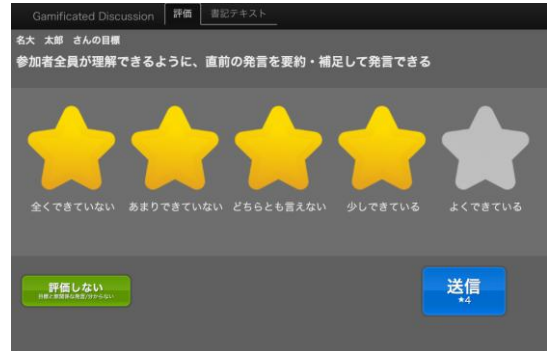 Gamificated Discussion 評価 書記テキスト
名大 太郎 さんの目標
参加者全員が理解できるように、直前の発言を要約・補足して発言できる
全くできていない あまりできていない どちらとも言えない 少しできている よくできている
評価しない 送信
★4